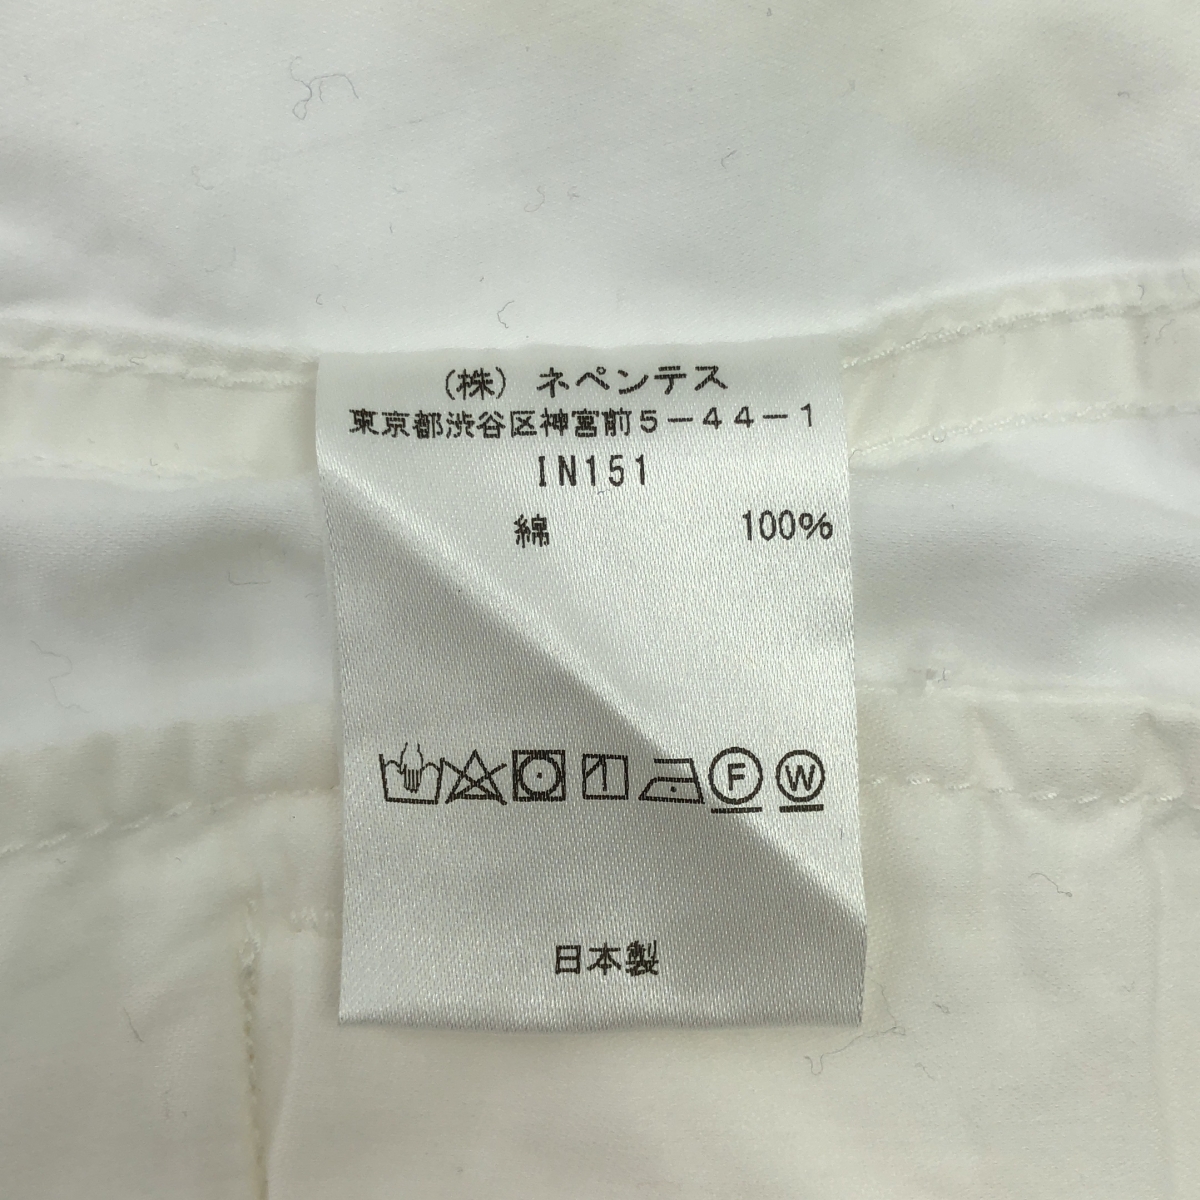 (株) ネペンテス
東京都渋谷区神宮前5-44-1
IN151
綿 100%
F W
日本製